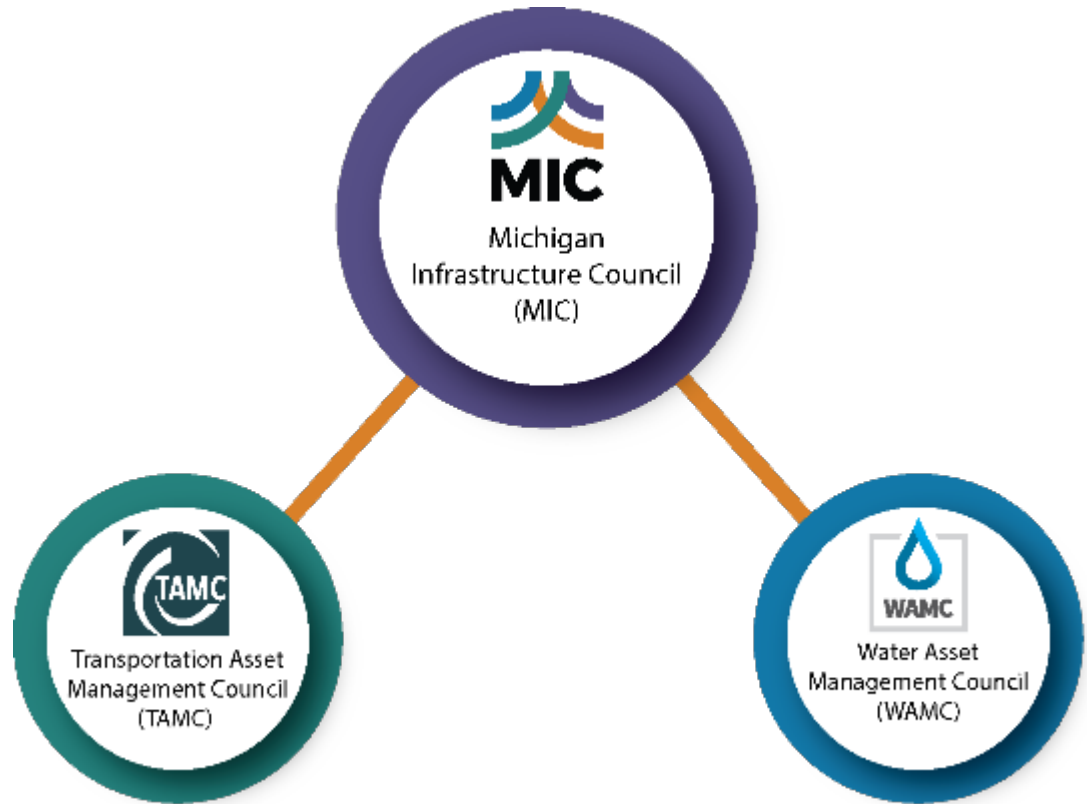 MIC
Michigan
Infrastructure Council
(MIC)
TAMC
Transportation Asset
Management Council
(TAMC)
WAMC
Water Asset
Management Council
(WAMC)